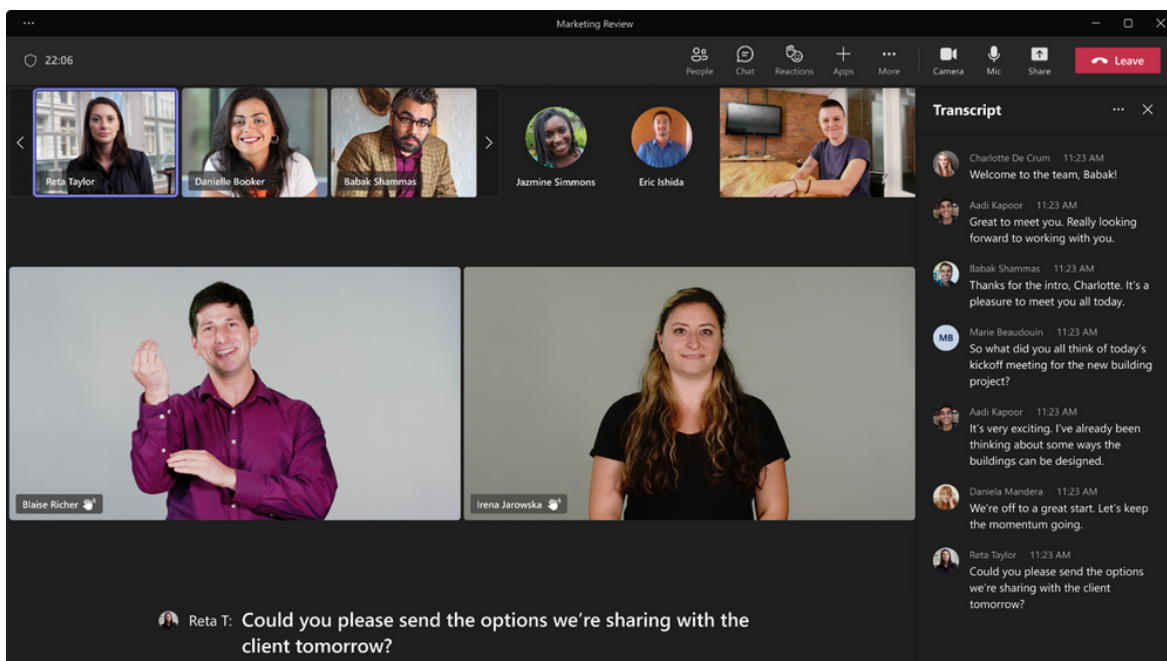 Marketing Review
22:06
People
Chat
Reactions
Apps
More
Camera
Mic
Share
Leave
Reta Taylor
Danielle Booker
Babak Shammas
Jazmine Simmons
Eric Ishida
Blaise Richer
Irena Jarowska
Reta T: Could you please send the options we're sharing with the
client tomorrow?
Transcript
Charlotte De Crum 11:23 AM
Welcome to the team, Babak!
Aadi Kapoor 11:23 AM
Great to meet you. Really looking
forward to working with you.
Babak Shammas 11:23 AM
Thanks for the intro, Charlotte. It's a
pleasure to meet you all today.
MB
Marie Beaudouin 11:23 AM
So what did you all think of today's
kickoff meeting for the new building
project?
Aadi Kapoor 11:23 AM
It's very exciting. I've already been
thinking about some ways the
buildings can be designed.
Daniela Mandera 11:23 AM
We're off to a great start. Let's keep
the momentum going.
Reta Taylor 11:23 AM
Could you please send the options
we're sharing with the client
tomorrow?